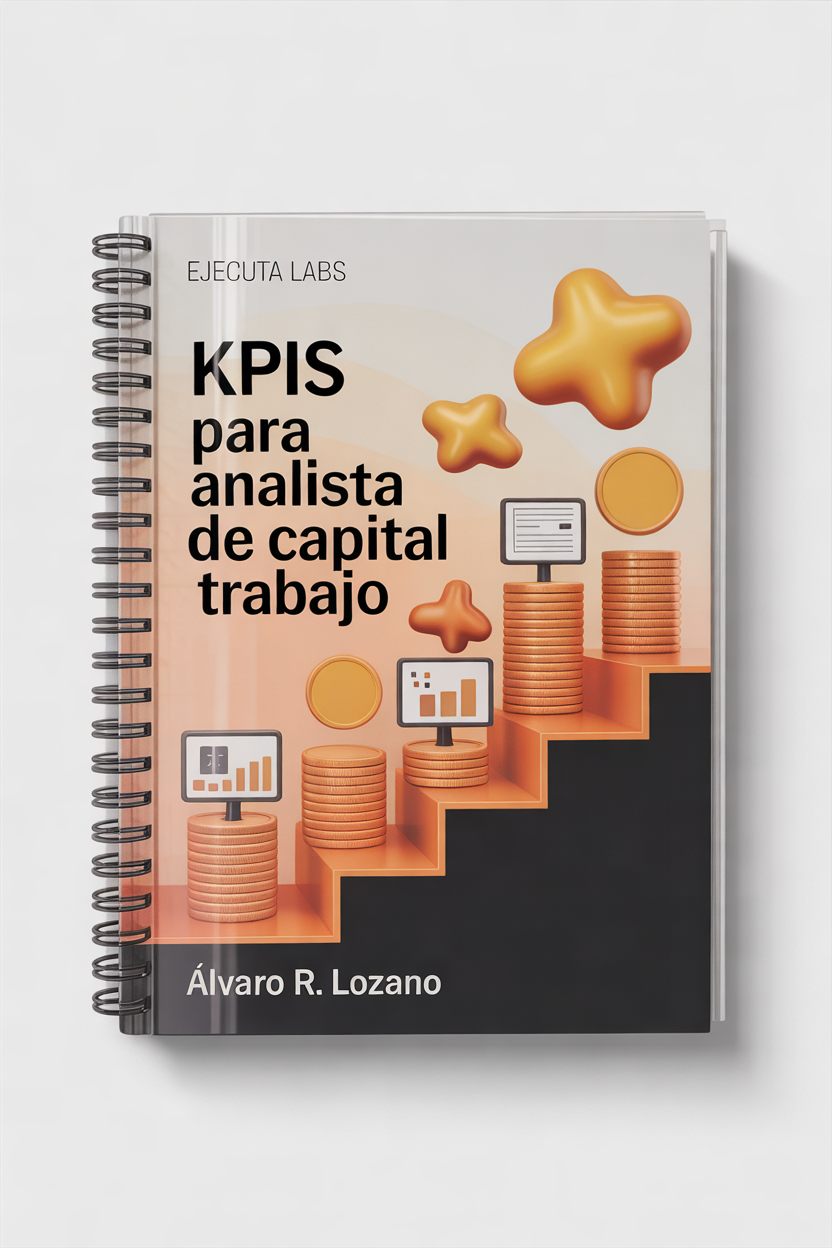 EJECUTA LABS
KPIS
para
analista
de capital
trabajo
Álvaro R. Lozano